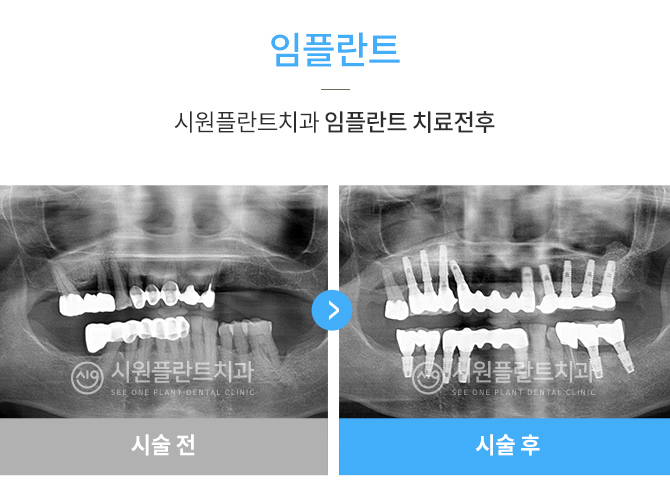 임플란트
시원플란트치과 임플란트 치료전후
시원플란트치과
SEE ONE PLANT DENTAL CLINIC
시원플란트치과
SEE ONE PLANT DENTAL CLINIC
시술 전
시술 후